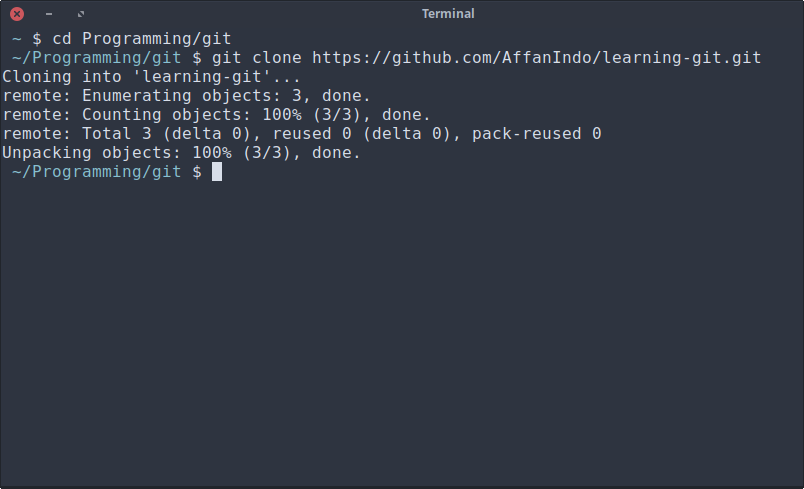 Terminal
~ $ cd Programming/git
~/Programming/git $ git clone https://github.com/AffanIndo/learning-git.git
Cloning into 'learning-git'...
remote: Enumerating objects: 3, done.
remote: Counting objects: 100% (3/3), done.
remote: Total 3 (delta 0), reused 0 (delta 0), pack-reused 0
Unpacking objects: 100% (3/3), done.
~/Programming/git $